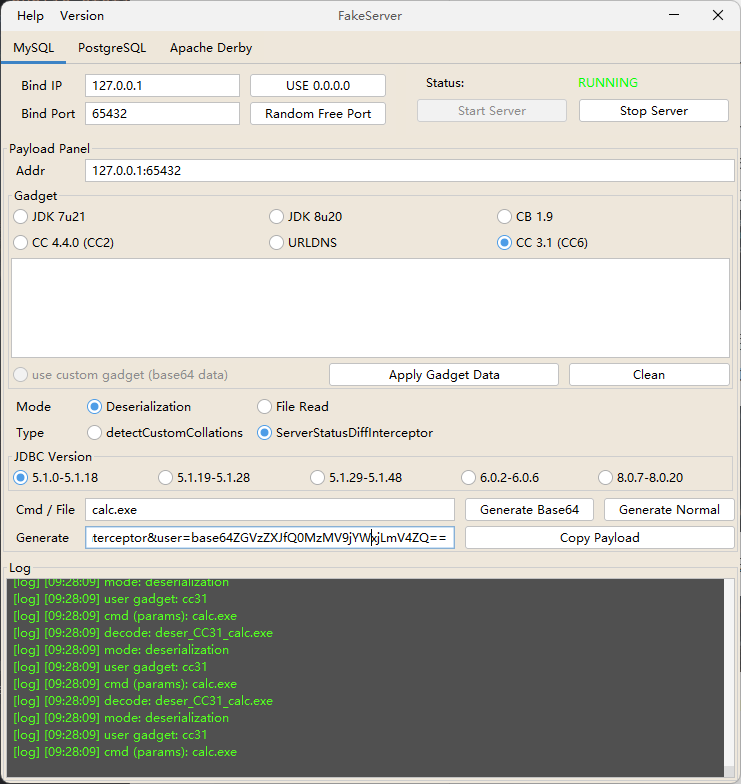 Help Version FakeServer
MySQL PostgreSQL Apache Derby
Bind IP 127.0.0.1 USE 0.0.0.0 Status: RUNNING
Bind Port 65432 Random Free Port Start Server Stop Server
Payload Panel
Addr 127.0.0.1:65432
Gadget
JDK 7u21 JDK 8u20 CB 1.9
CC 4.4.0 (CC2) URLDNS CC 3.1 (CC6)
use custom gadget (base64 data) Apply Gadget Data Clean
Mode Deserialization File Read
Type detectCustomCollations ServerStatusDiffInterceptor
JDBC Version
5.1.0-5.1.18 5.1.19-5.1.28 5.1.29-5.1.48 6.0.2-6.0.6 8.0.7-8.0.20
Cmd / File calc.exe Generate Base64 Generate Normal
Generate terceptor&user=base64ZGVzZXJfQ0MzMV9jYWxjLmV4ZQ== Copy Payload
Log
[log] [09:28:09] mode: deserialization
[log] [09:28:09] user gadget: cc31
[log] [09:28:09] cmd (params): calc.exe
[log] [09:28:09] decode: deser_CC31_calc.exe
[log] [09:28:09] mode: deserialization
[log] [09:28:09] user gadget: cc31
[log] [09:28:09] cmd (params): calc.exe
[log] [09:28:09] decode: deser_CC31_calc.exe
[log] [09:28:09] mode: deserialization
[log] [09:28:09] user gadget: cc31
[log] [09:28:09] cmd (params): calc.exe